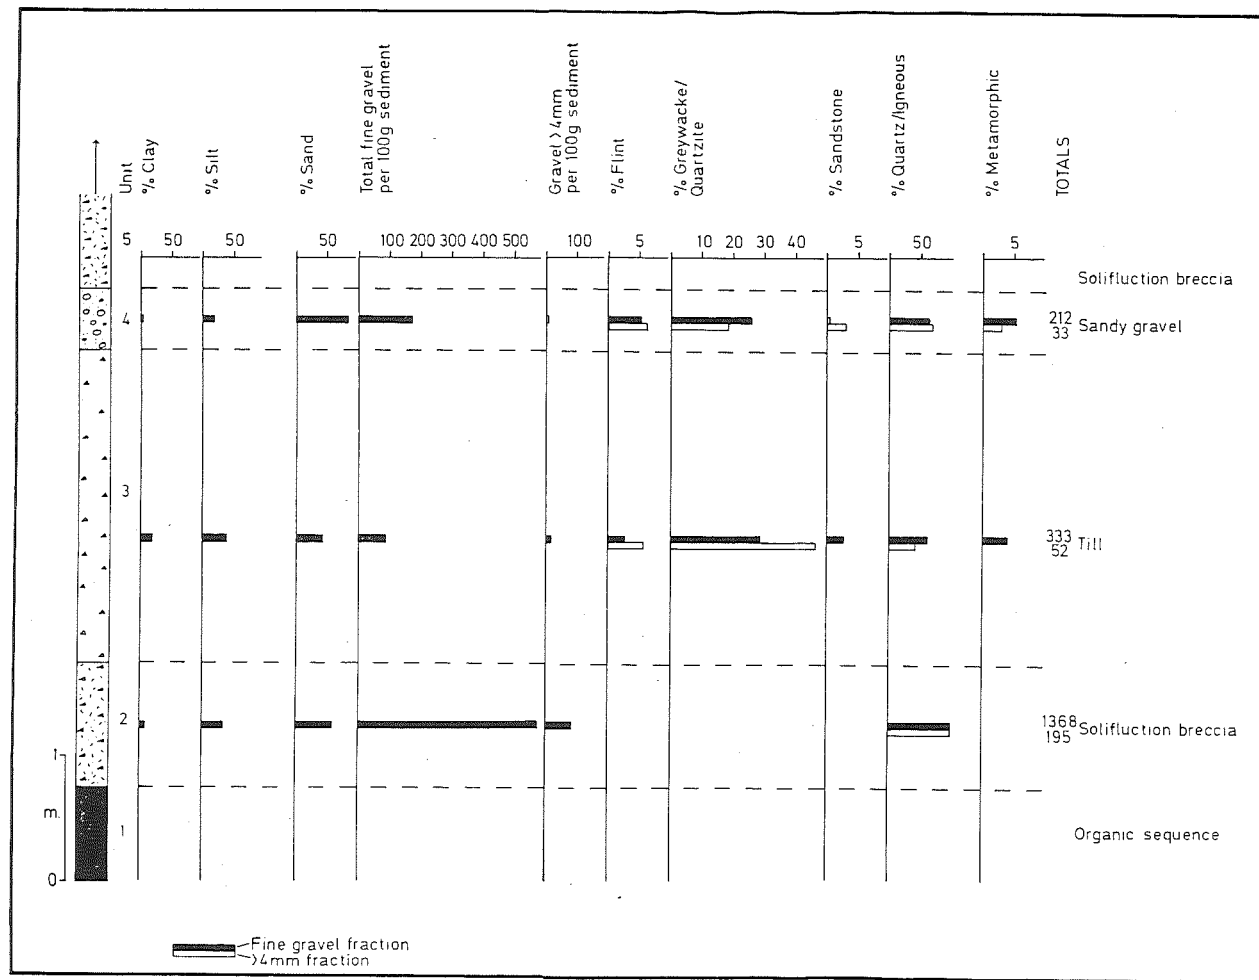 Unit
% Clay
% Silt
% Sand
Total fine gravel
per 100g sediment
Gravel >4mm
per 100g sediment
% Flint
% Greywacke/
Quartzite
% Sandstone
% Quartz/Igneous
% Metamorphic
TOTALS
5 50 50 50 100 200 300 400 500 100 5 10 20 30 40 5 50 5
Solifluction breccia
4 212
33 Sandy gravel
3
333
52 Till
2 1368
195 Solifluction breccia
1
m.
1 Organic sequence
0
Fine gravel fraction
>4mm fraction